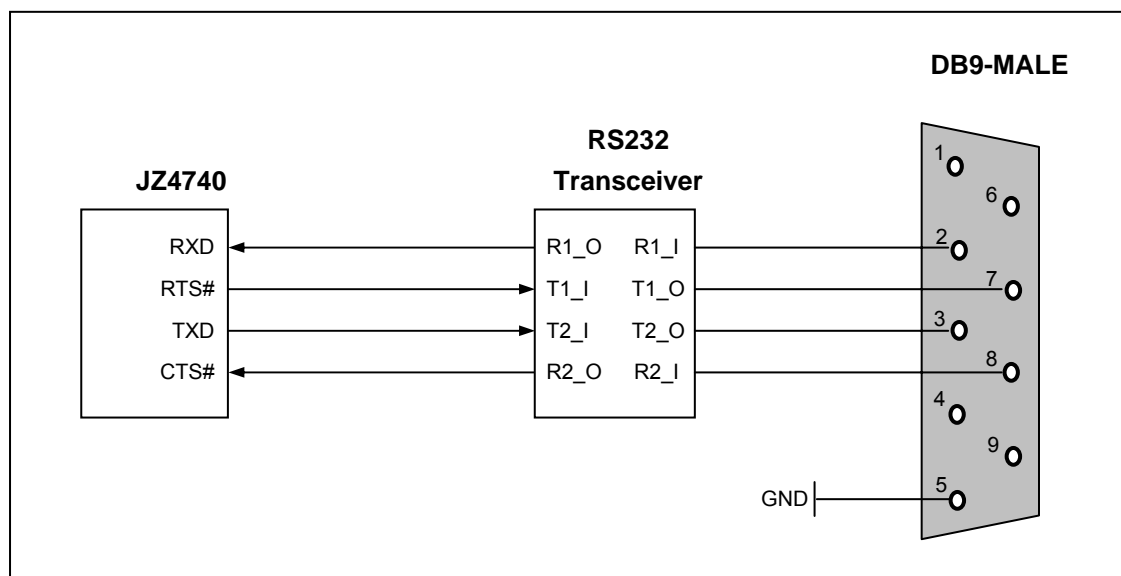 DB9-MALE
RS232
Transceiver
JZ4740
1
6
RXD
R1_O R1_I
2
RTS#
T1_I T1_O
7
TXD
T2_I T2_O
3
CTS#
R2_O R2_I
8
4
9
GND
5